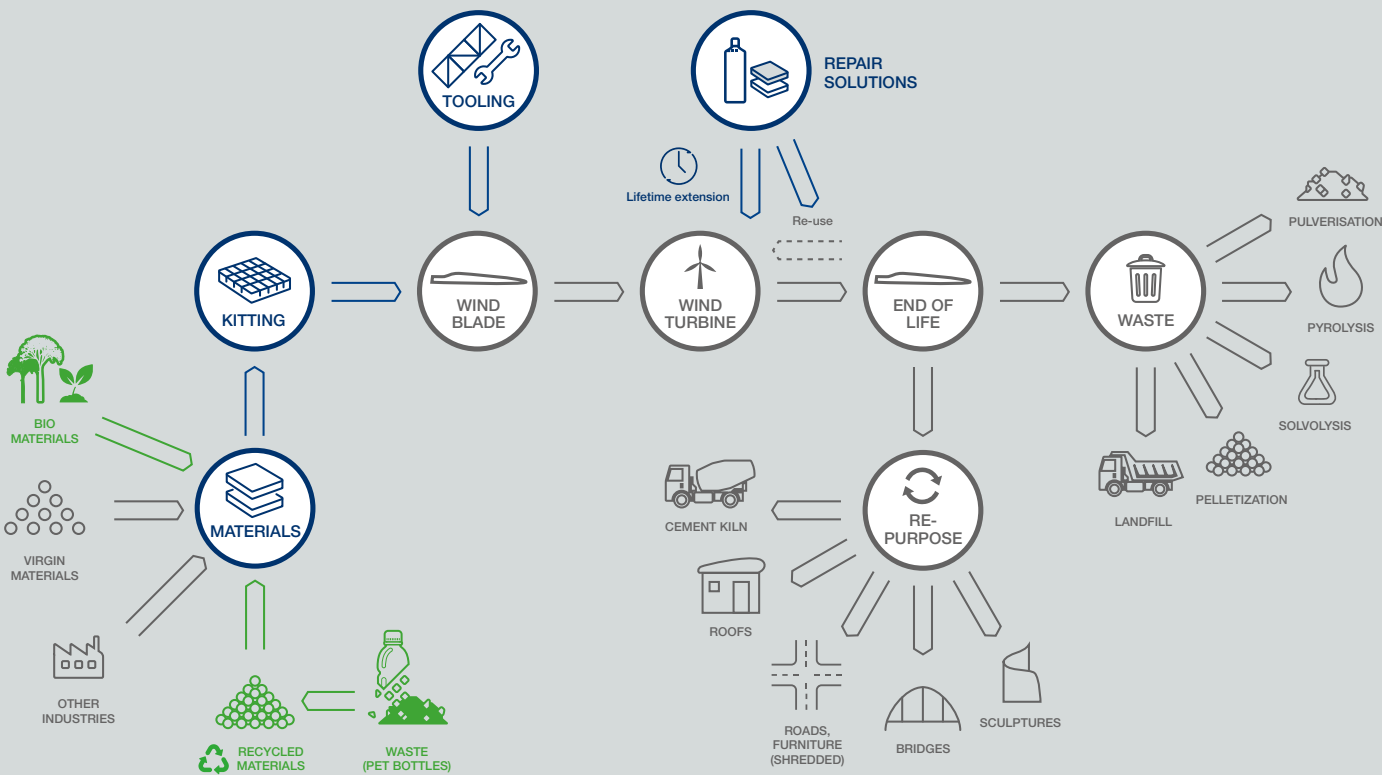 TOOLING
REPAIR
SOLUTIONS
Lifetime extension
Re-use
PULVERISATION
KITTING
WIND
BLADE
WIND
TURBINE
END OF
LIFE
WASTE
PYROLYSIS
BIO
MATERIALS
SOLVOLYSIS
MATERIALS
CEMENT KILN
RE-
PURPOSE
LANDFILL
PELLETIZATION
VIRGIN
MATERIALS
ROOFS
OTHER
INDUSTRIES
RECYCLED
MATERIALS
WASTE
(PET BOTTLES)
ROADS,
FURNITURE
(SHREDDED)
BRIDGES
SCULPTURES